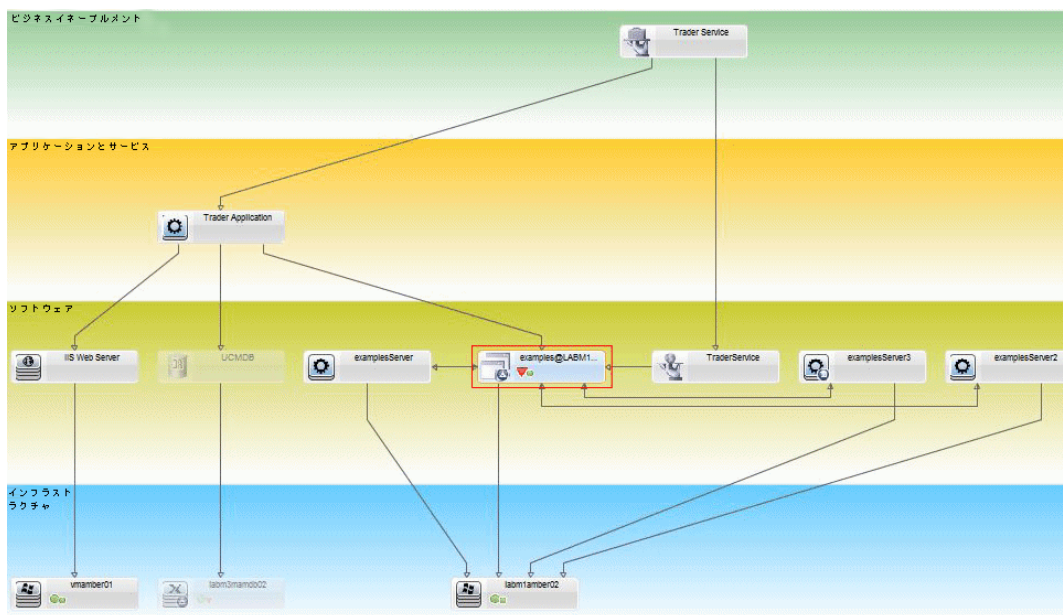 ビジネスイネーブルメント
Trader Service
アプリケーションとサービス
Trader Application
ソフトウェア
IIS Web Server
UCMDB
examplesServer
examples@LABM1...
TraderService
examplesServer3
examplesServer2
インフラスト
ラクチャ
vmamber01
labm3mamdb02
labm1amber02